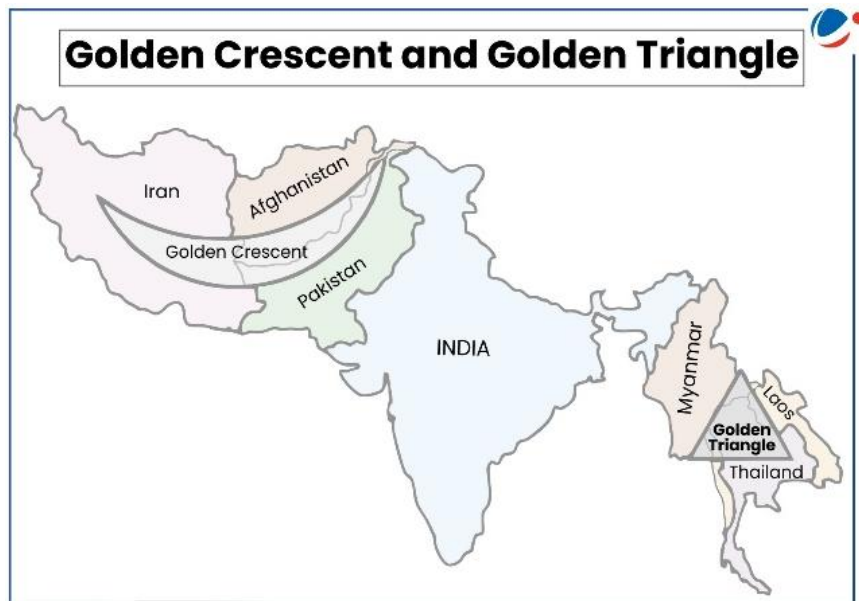 Golden Crescent and Golden Triangle
Iran
Afghanistan
Golden Crescent
Pakistan
INDIA
Myanmar
Laos
Golden
Triangle
Thailand